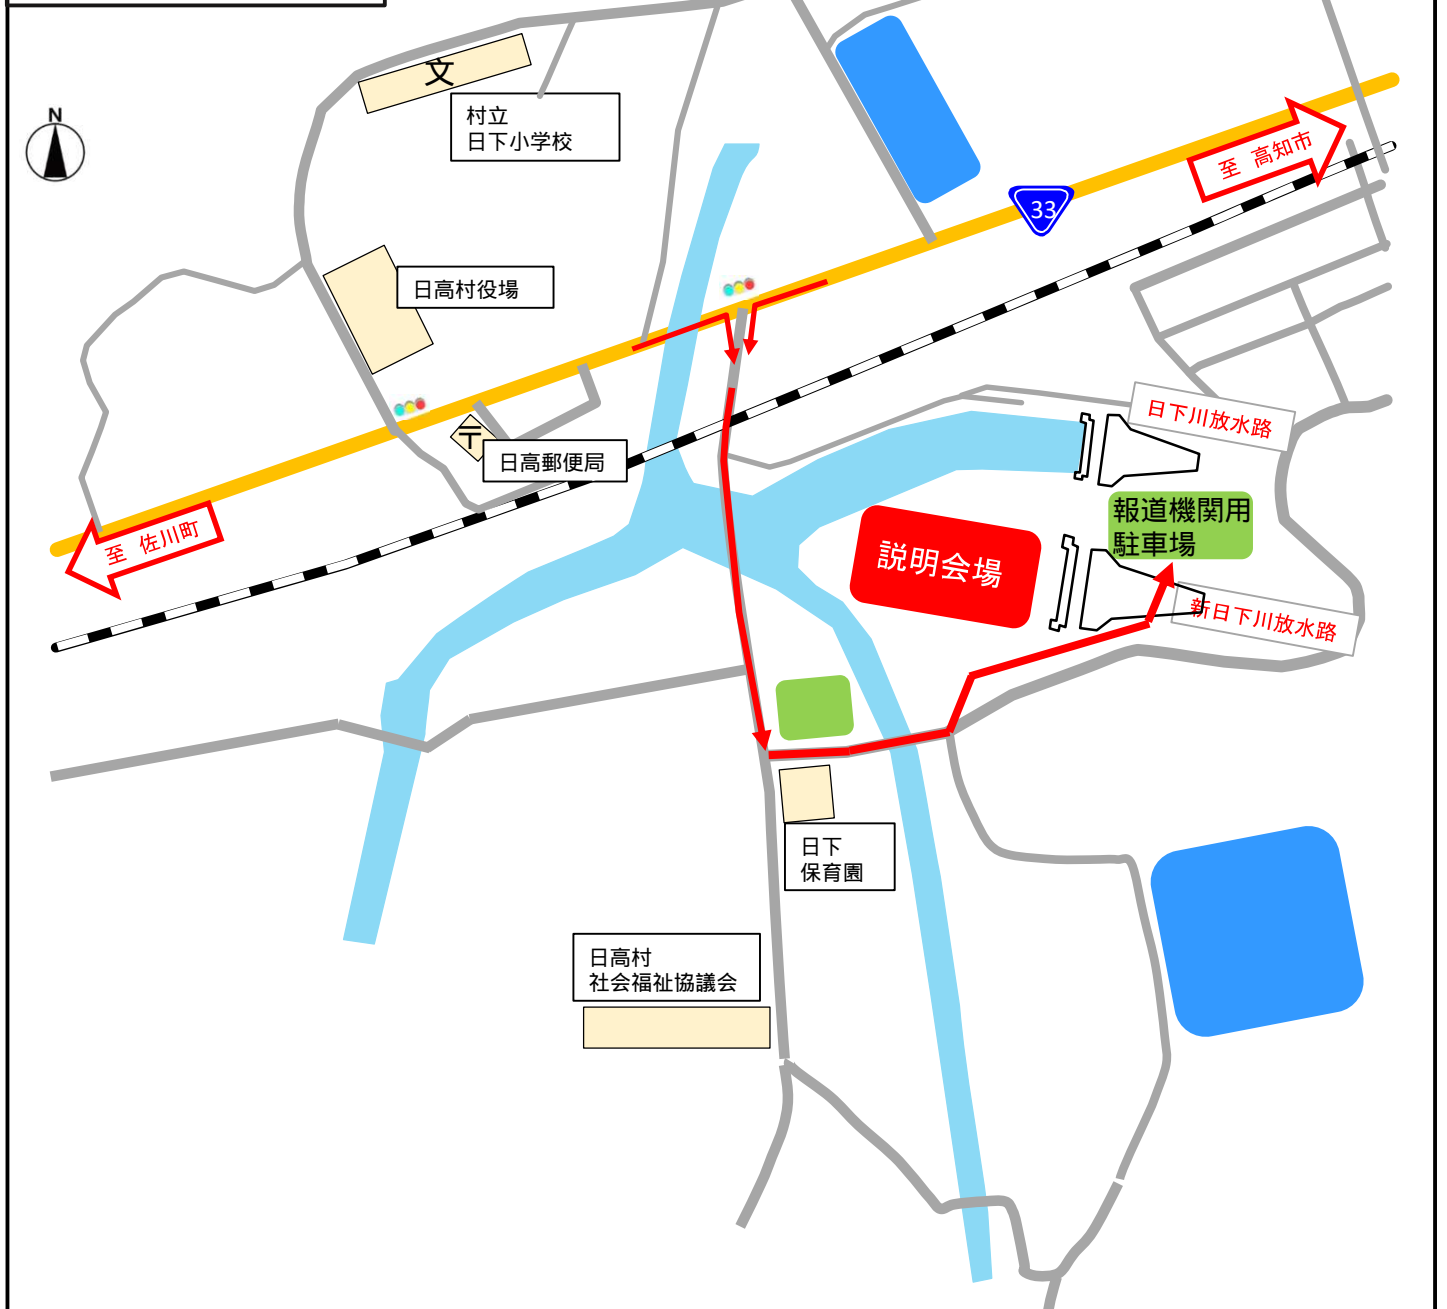 文
村立
日下小学校
N
至 高知市
33
日高村役場
日下川放水路
〒
日高郵便局
報道機関用
駐車場
至 佐川町
説明会場
新日下川放水路
日下
保育園
日高村
社会福祉協議会